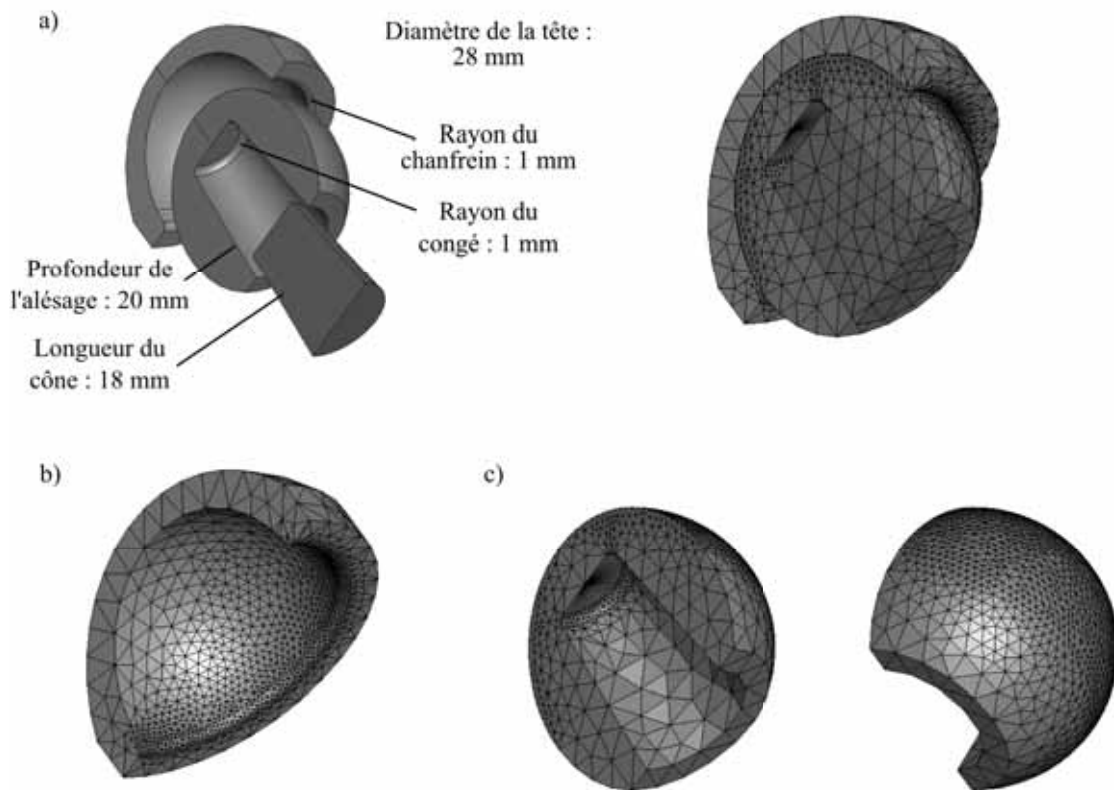 a)
Diamètre de la tête :
28 mm
Rayon du
chanfrein : 1 mm
Rayon du
congé : 1 mm
Profondeur de
l'alésage : 20 mm
Longueur du
cône : 18 mm
b)
c)